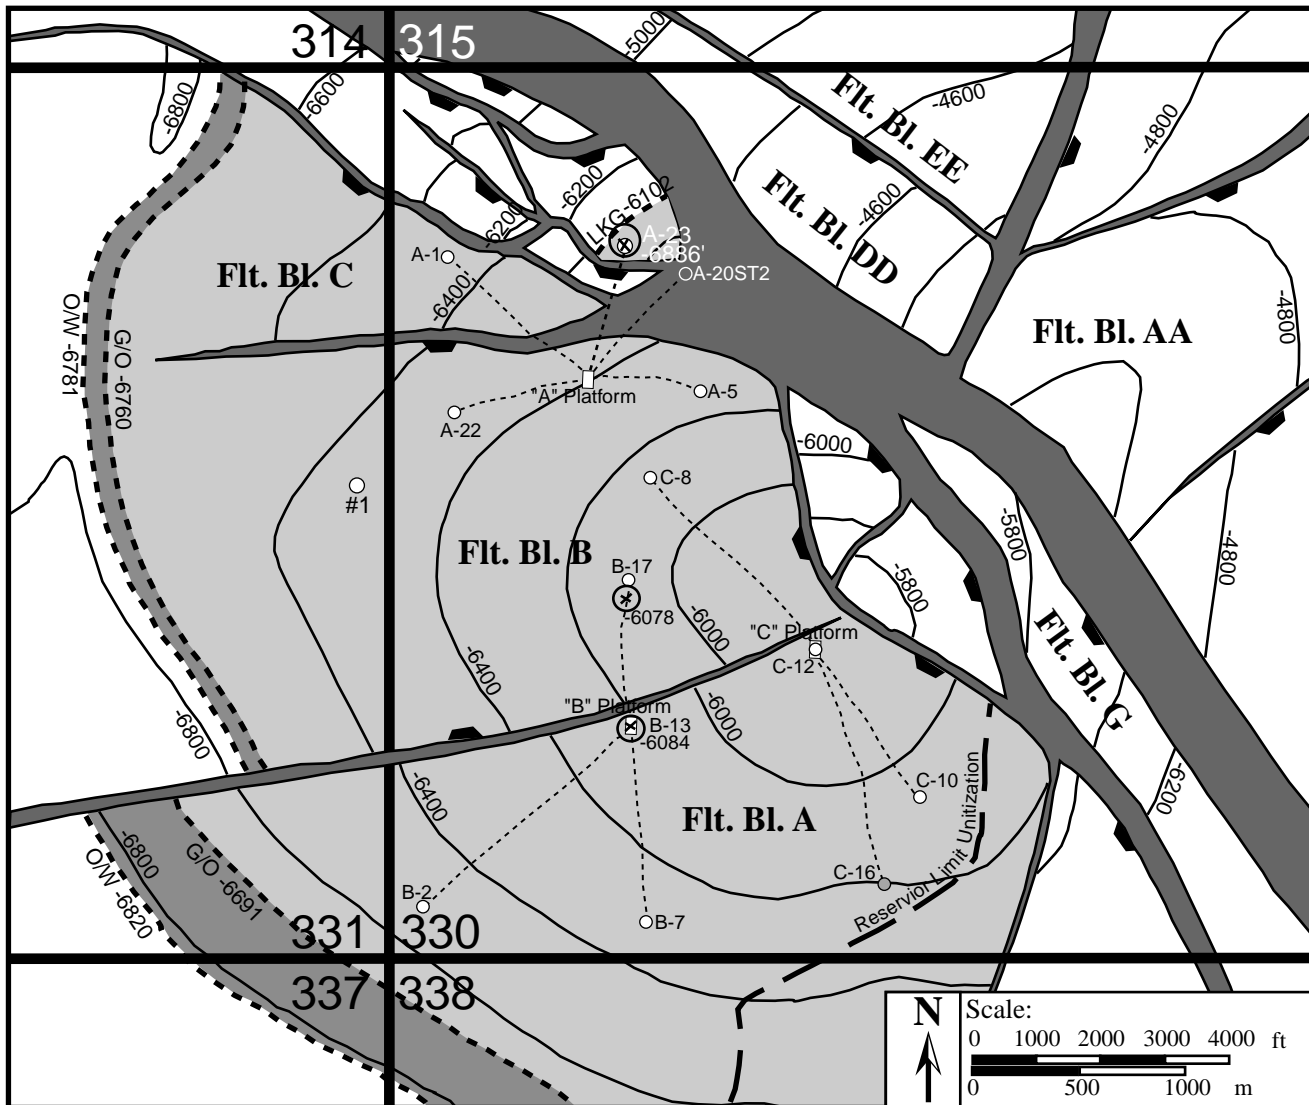 314 315
-5000
-4600
-4800
-6800
-6600
Flt. Bl. EE
Flt. Bl. DD
-4600
-6200
-6200
LKG-6102
A-23
-6886'
A-20ST2
A-1
Flt. Bl. C
-6400
O/W -6781
G/O -6760
Flt. Bl. AA
-4800
"A" Platform
A-5
A-22
-6000
C-8
#1
-5800
-4800
Flt. Bl. B
B-17
-6078
-6000
-5800
"C" Platform
C-12
Flt. Bl. G
-6400
-6000
"B" Platform
B-13
-6084
-6800
-6400
C-10
-6200
Flt. Bl. A
Reservior Limit Unitization
-6800
G/O -6691
O/W -6820
C-16
B-2
B-7
331 330
337 338
N
Scale:
0 1000 2000 3000 4000 ft
0 500 1000 m